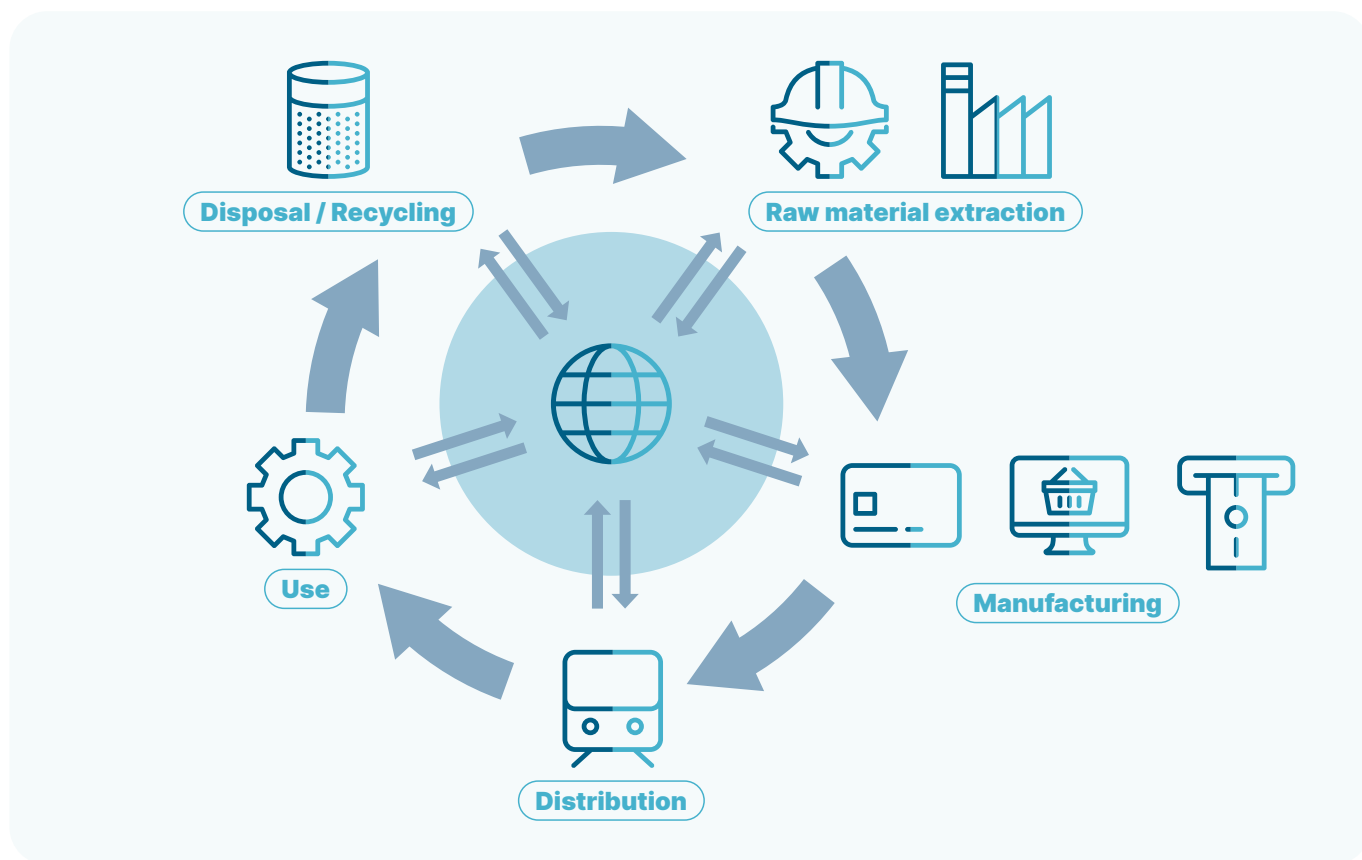 Disposal / Recycling
Raw material extraction
Use
Manufacturing
Distribution